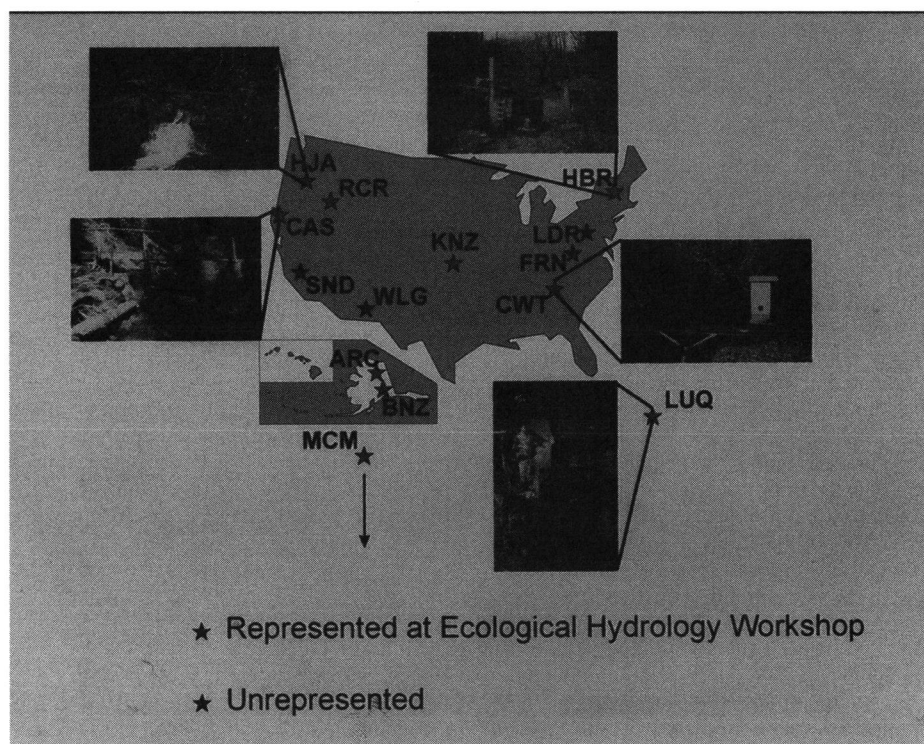 HJA
HBR
RCR
CAS
LDR
KNZ
FRN
SND
WLG
CWT
ARC
BNZ
LUQ
MCM
Represented at Ecological Hydrology Workshop
Unrepresented